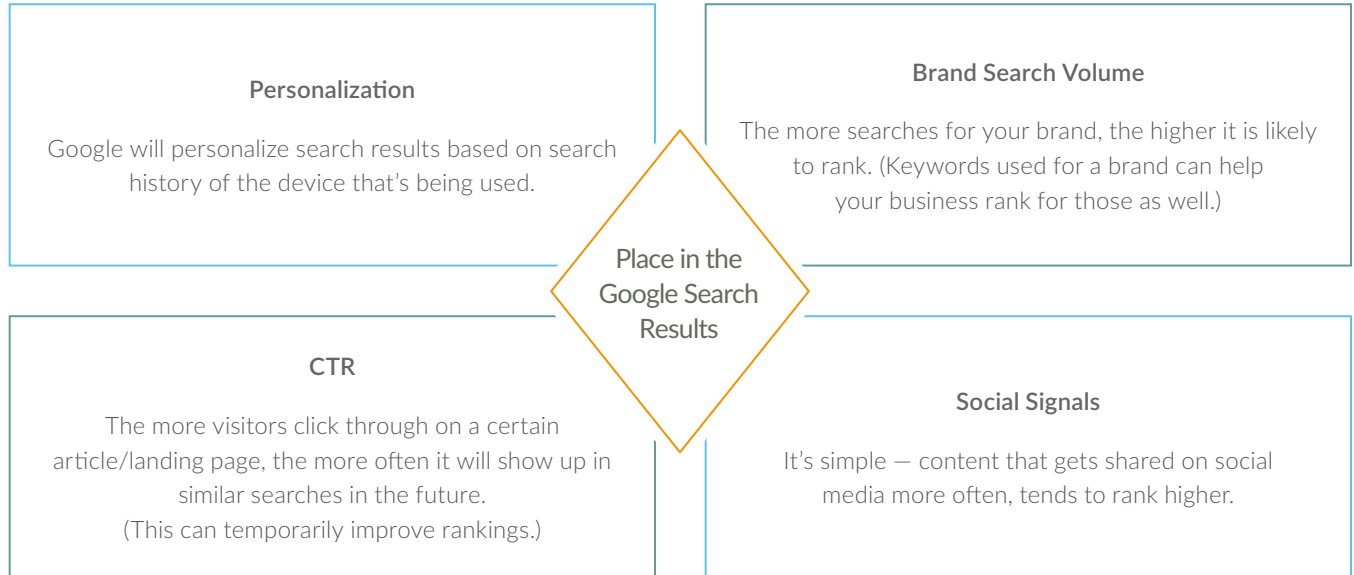 Personalization
Google will personalize search results based on search
history of the device that's being used.
Brand Search Volume
The more searches for your brand, the higher it is likely
to rank. (Keywords used for a brand can help
your business rank for those as well.)
Place in the
Google Search
Results
CTR
The more visitors click through on a certain
article/landing page, the more often it will show up in
similar searches in the future.
(This can temporarily improve rankings.)
Social Signals
It's simple — content that gets shared on social
media more often, tends to rank higher.